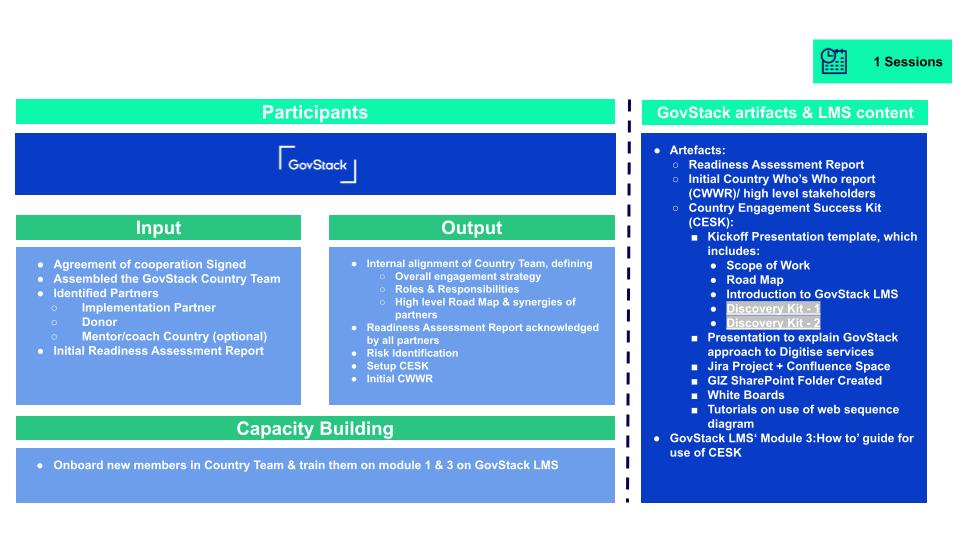 1 Sessions
Participants
GovStack
Input
● Agreement of cooperation Signed
● Assembled the GovStack Country Team
● Identified Partners
○ Implementation Partner
○ Donor
○ Mentor/coach Country (optional)
● Initial Readiness Assessment Report
Output
● Internal alignment of Country Team, defining
○ Overall engagement strategy
○ Roles & Responsibilities
○ High level Road Map & synergies of
partners
● Readiness Assessment Report acknowledged
by all partners
● Risk Identification
● Setup CESK
● Initial CWWR
Capacity Building
● Onboard new members in Country Team & train them on module 1 & 3 on GovStack LMS
GovStack artifacts & LMS content
● Artefacts:
○ Readiness Assessment Report
○ Initial Country Who's Who report
(CWWR)/ high level stakeholders
○ Country Engagement Success Kit
(CESK):
■ Kickoff Presentation template, which
includes:
● Scope of Work
● Road Map
● Introduction to GovStack LMS
● Discovery Kit - 1
● Discovery Kit - 2
■ Presentation to explain GovStack
approach to Digitise services
■ Jira Project + Confluence Space
■ GIZ SharePoint Folder Created
■ White Boards
■ Tutorials on use of web sequence
diagram
● GovStack LMS‘ Module 3:How to’ guide for
use of CESK